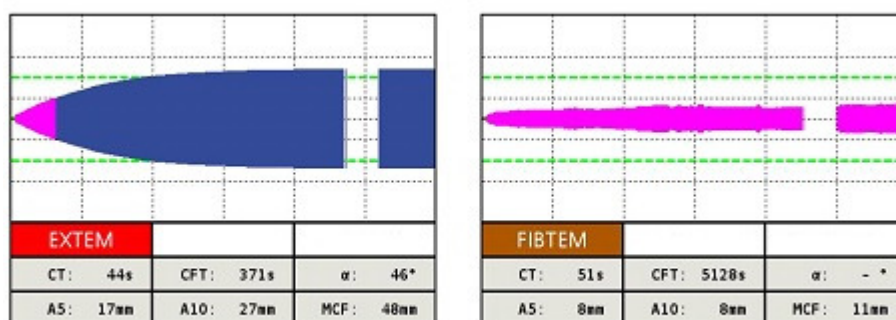 EXTEM
CT: 44s CFT: 371s α: 46°
A5: 17mm A10: 27mm MCF: 48mm
FIBTEM
CT: 51s CFT: 5128s α: - °
A5: 8mm A10: 8mm MCF: 11mm